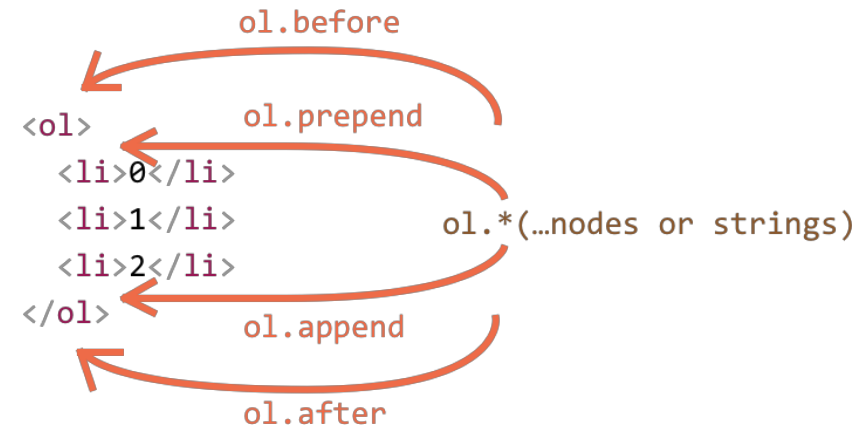 ol.before
ol.prepend
<ol>
<li>0</li>
<li>1</li>
<li>2</li>
</ol>
ol.*(…nodes or strings)
ol.append
ol.after